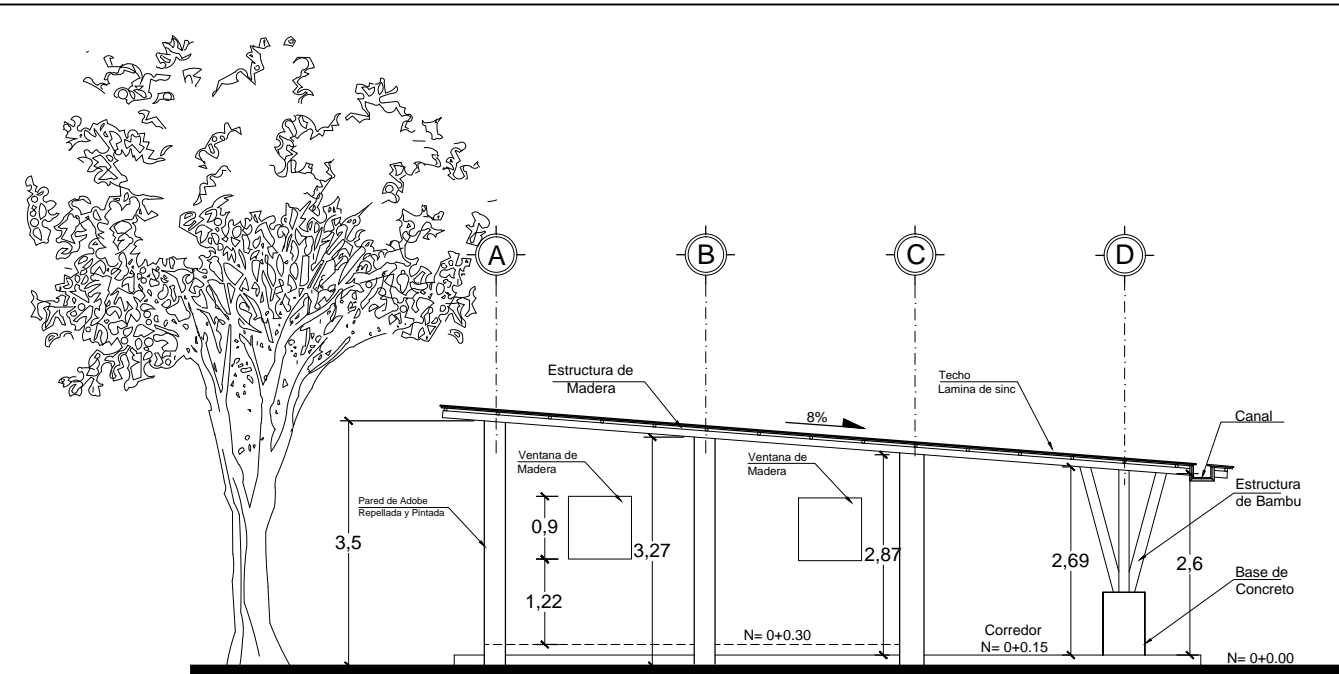 A
B
C
D
Estructura de
Madera
8%
Techo
Lamina de sinc
Canal
Ventana de
Madera
Ventana de
Madera
Estructura
de Bambu
Pared de Adobe
Repellada y Pintada
0,9
3,5
3,27
2,87
2,69
2,6
1,22
Base de
Concreto
N= 0+0.30
Corredor
N= 0+0.15
N= 0+0.00